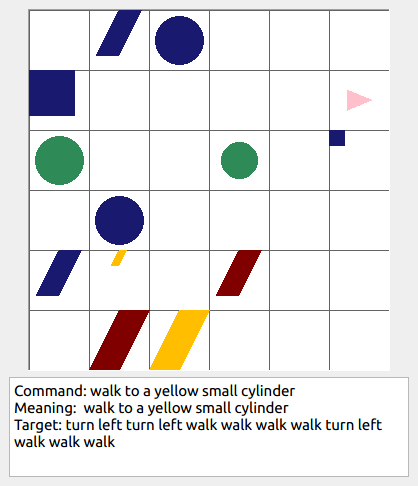 Command: walk to a yellow small cylinder
Meaning: walk to a yellow small cylinder
Target: turn left turn left walk walk walk walk turn left
walk walk walk